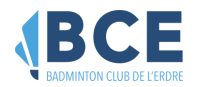 BCE
BADMINTON CLUB DE L'ERDRE